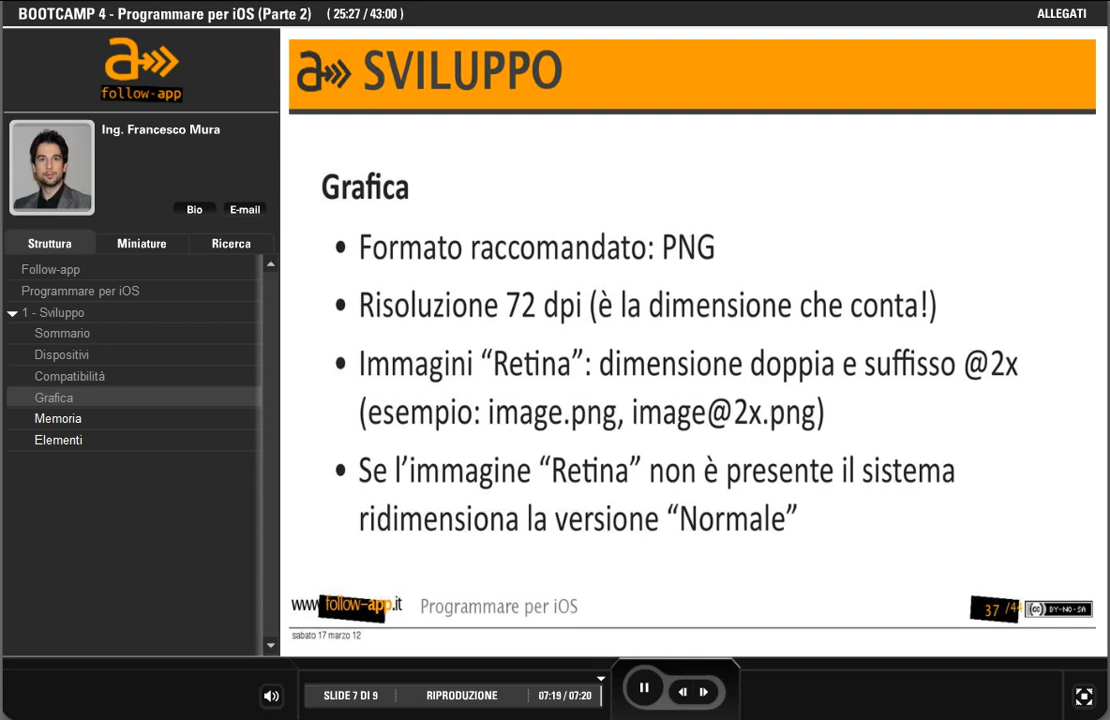 BOOTCAMP 4 - Programmare per iOS (Parte 2) ( 25:27 / 43:00 )
ALLEGATI
a
follow-app
Ing. Francesco Mura
Bio
E-mail
Struttura
Miniature
Ricerca
Follow-app
Programmare per iOS
1 - Sviluppo
Sommario
Dispositivi
Compatibilità
Grafica
Memoria
Elementi
a SVILUPPO
Grafica
• Formato raccomandato: PNG
• Risoluzione 72 dpi (è la dimensione che conta!)
• Immagini “Retina”: dimensione doppia e suffisso @2x
(esempio: image.png, image@2x.png)
• Se l’immagine “Retina” non è presente il sistema
ridimensiona la versione “Normale”
www.follow-app.it
Programmare per iOS
37
(cc) BY-NC-SA
sabato 17 marzo 12
SLIDE 7 DI 9
RIPRODUZIONE
07:19 / 07:20